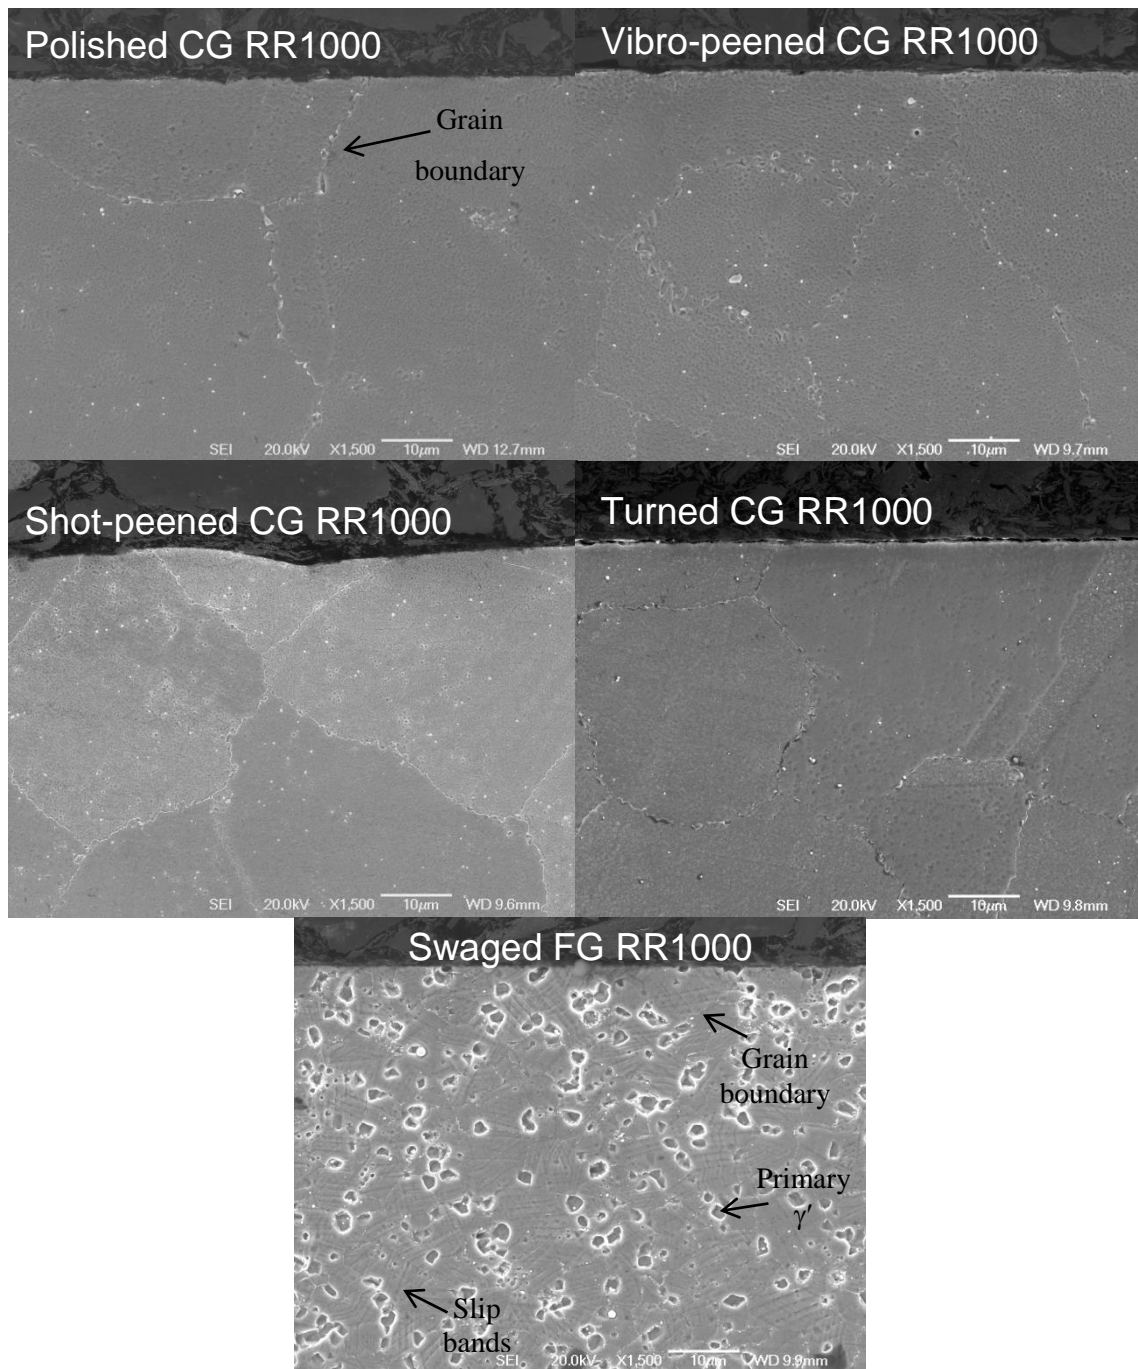 Polished CG RR1000
Grain
boundary
SEI 20.0kV X1,500 10μm WD 12.7mm
Vibro-peened CG RR1000
SEI 20.0kV X1,500 10μm WD 9.7mm
Shot-peened CG RR1000
SEI 20.0kV X1,500 10μm WD 9.6mm
Turned CG RR1000
SEI 20.0kV X1,500 10μm WD 9.8mm
Swaged FG RR1000
Grain
boundary
Primary
γ′
Slip
bands
SEI 20.0kV X1,500 10μm WD 9.9mm